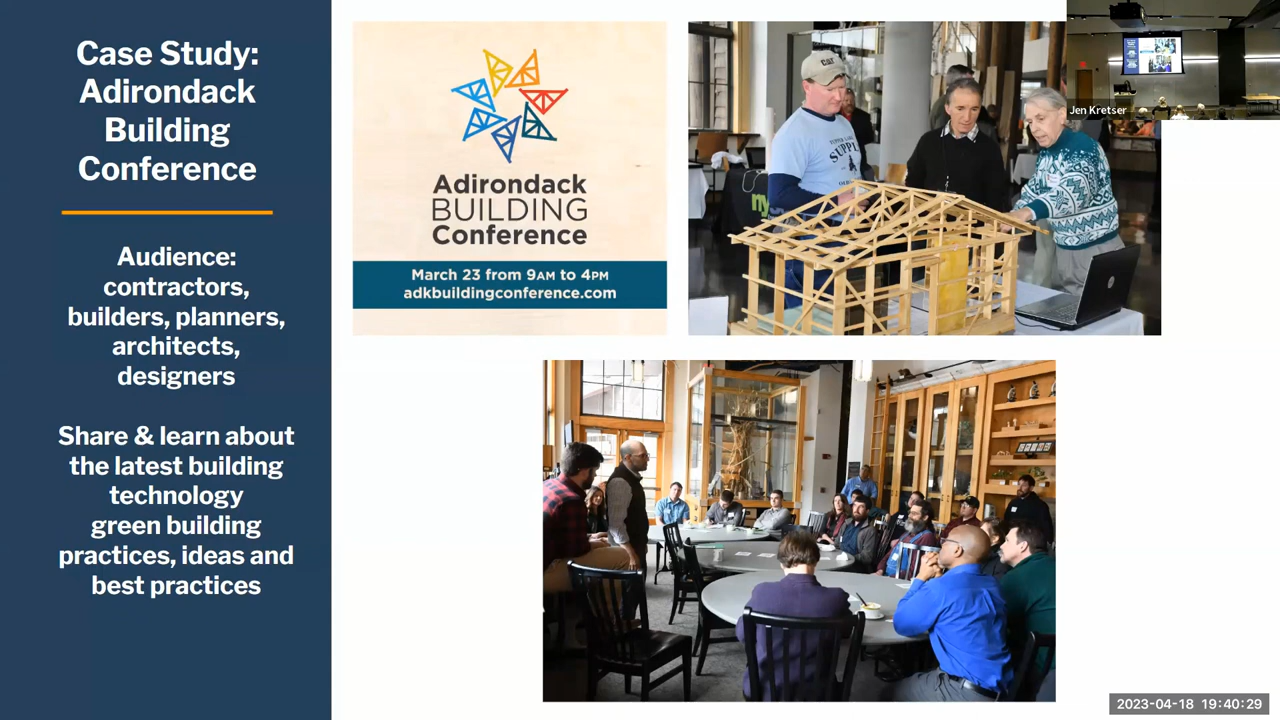 Case Study:
Adirondack
Building
Conference
Audience:
contractors,
builders, planners,
architects,
designers
Share & learn about
the latest building
technology
green building
practices, ideas and
best practices
Adirondack
BUILDING
Conference
March 23 from 9AM to 4PM
adkbuildingconference.com
SUPPLY
ny
Jen Kretser
2023-04-18 19:40:29